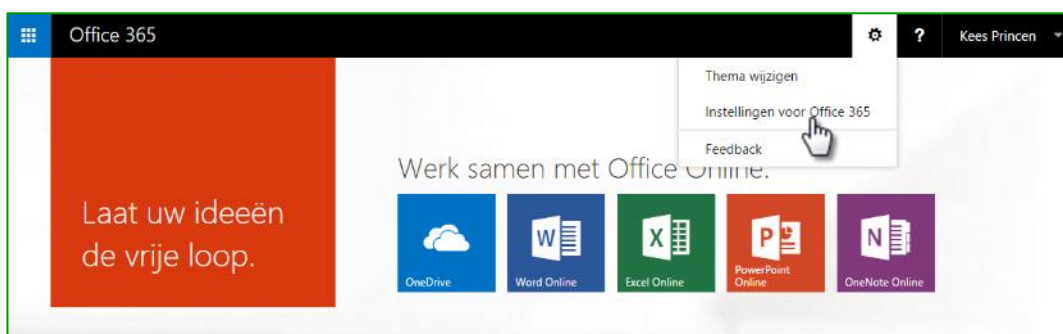 Office 365
?
Kees Princen
Thema wijzigen
Instellingen voor Office 365
Feedback
Werk samen met Office Online.
Laat uw ideeën
de vrije loop.
OneDrive
Word Online
Excel Online
PowerPoint
Online
OneNote Online